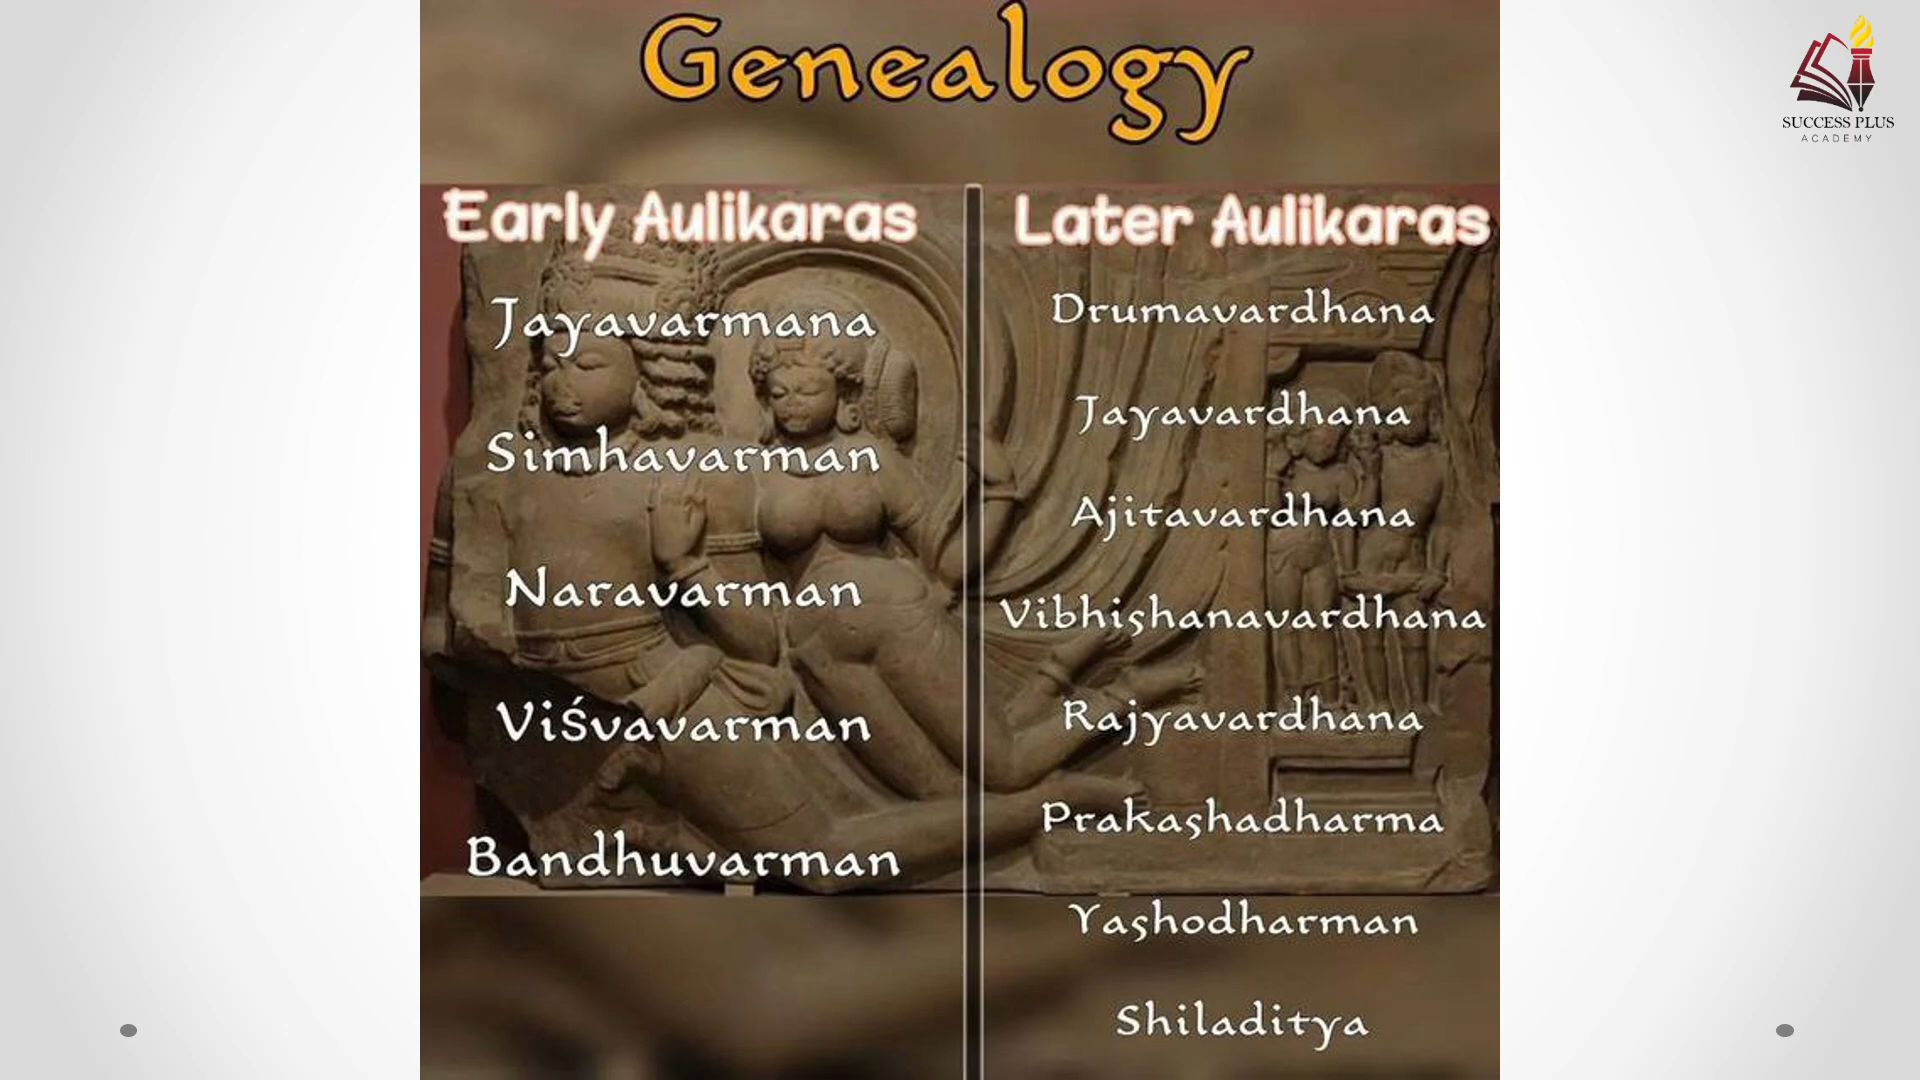 Genealogy
SUCCESS PLUS
ACADEMY
Early Aulikaras
Jayavarmana
Simhavarman
Naravarman
Viśvavarman
Bandhuvarman
Later Aulikaras
Drumavardhana
Jayavardhana
Ajitavardhana
Vibhishanavardhana
Rajyavardhana
Prakashadharma
Yashodharman
Shiladitya